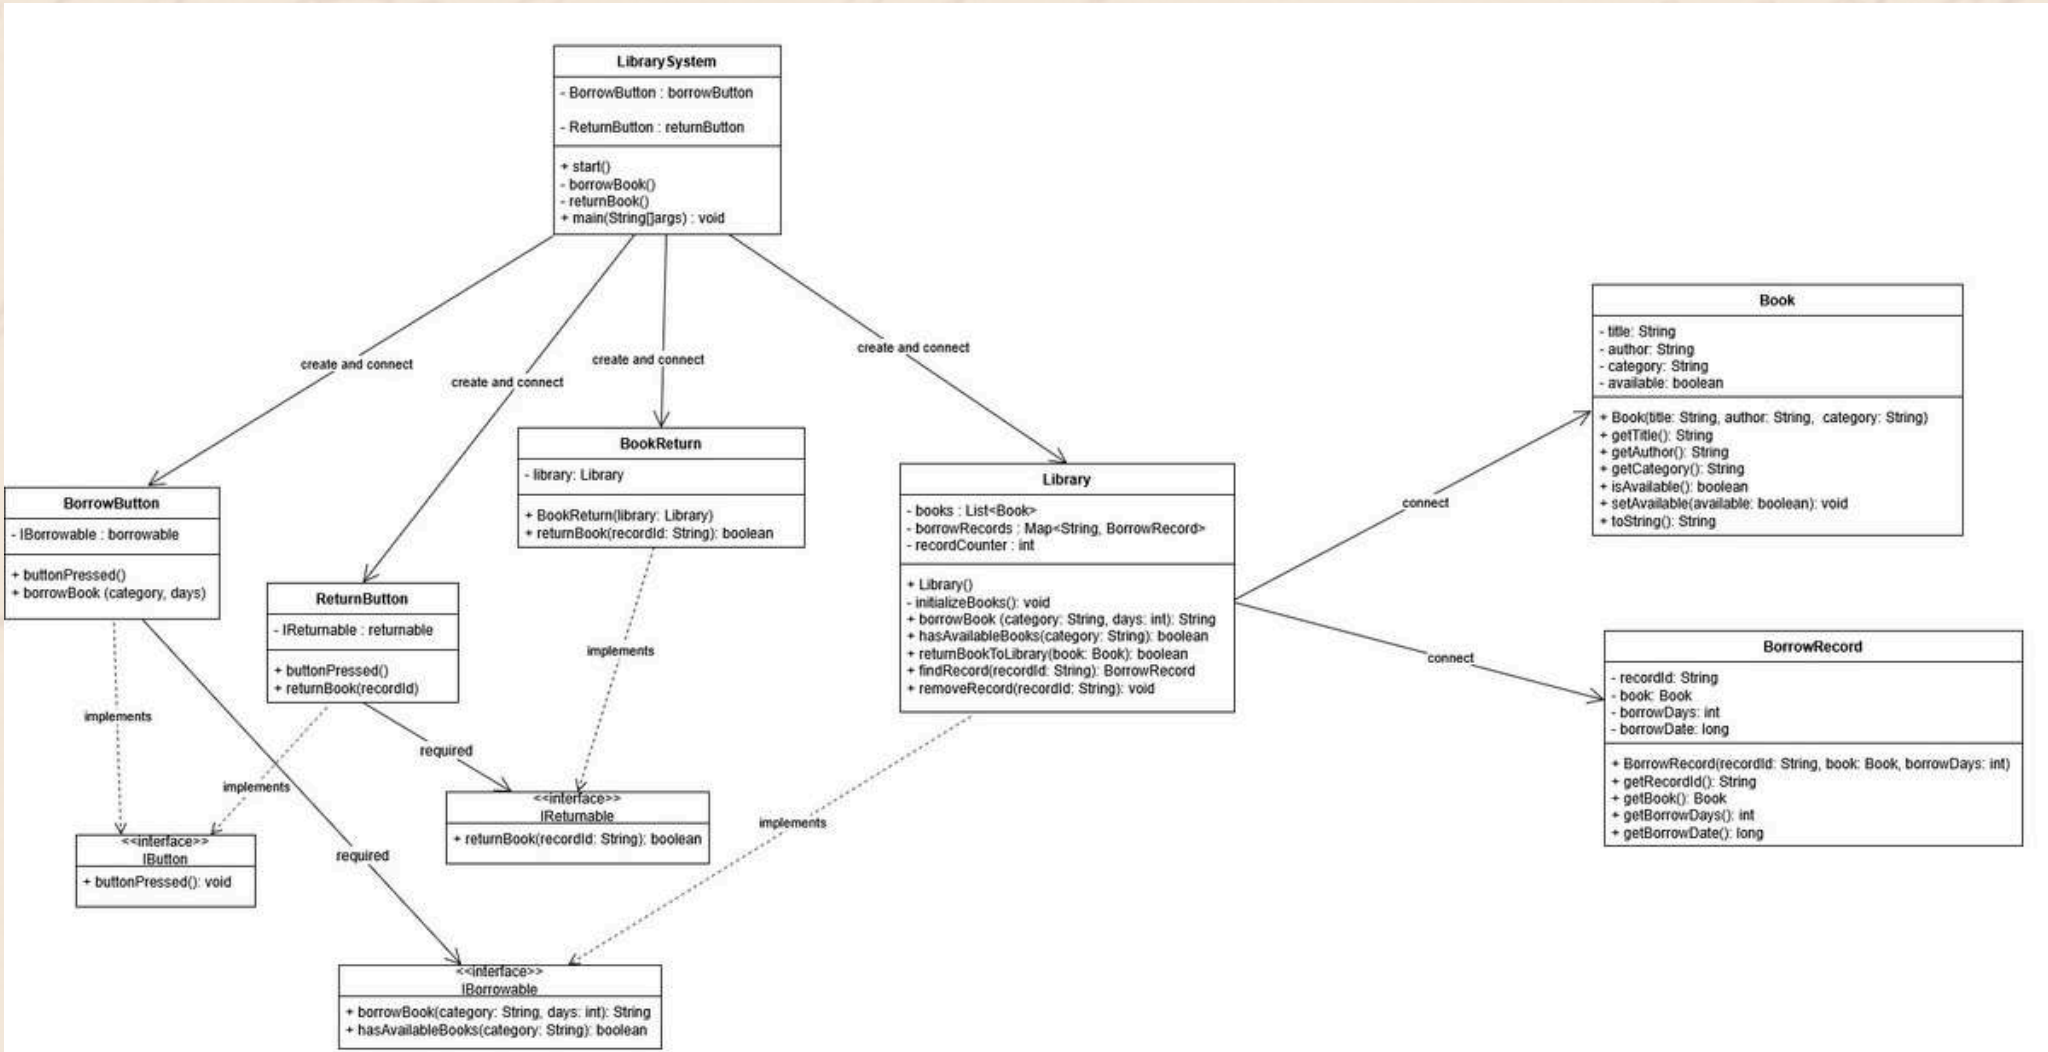 LibrarySystem
- BorrowButton : borrowButton
- ReturnButton : returnButton
+ start()
- borrowBook()
- returnBook()
+ main(String[]args) : void
create and connect
create and connect
create and connect
create and connect
BorrowButton
- IBorrowable : borrowable
+ buttonPressed()
+ borrowBook (category, days)
ReturnButton
- IReturnable : returnable
+ buttonPressed()
+ returnBook(recordId)
BookReturn
- library: Library
+ BookReturn(library: Library)
+ returnBook(recordId: String): boolean
Library
- books : List<Book>
- borrowRecords : Map<String, BorrowRecord>
- recordCounter : int
+ Library()
- initializeBooks(): void
+ borrowBook (category: String, days: int): String
+ hasAvailableBooks(category: String): boolean
+ returnBookToLibrary(book: Book): boolean
+ findRecord(recordId: String): BorrowRecord
+ removeRecord(recordId: String): void
connect
connect
Book
- title: String
- author: String
- category: String
- available: boolean
+ Book(title: String, author: String, category: String)
+ getTitle(): String
+ getAuthor(): String
+ getCategory(): String
+ isAvailable(): boolean
+ setAvailable(available: boolean): void
+ toString(): String
BorrowRecord
- recordId: String
- book: Book
- borrowDays: int
- borrowDate: long
+ BorrowRecord(recordId: String, book: Book, borrowDays: int)
+ getRecordId(): String
+ getBook(): Book
+ getBorrowDays(): int
+ getBorrowDate(): long
implements
implements
implements
implements
required
required
<<interface>>
IButton
+ buttonPressed(): void
<<interface>>
IReturnable
+ returnBook(recordId: String): boolean
<<interface>>
IBorrowable
+ borrowBook(category: String, days: int): String
+ hasAvailableBooks(category: String): boolean